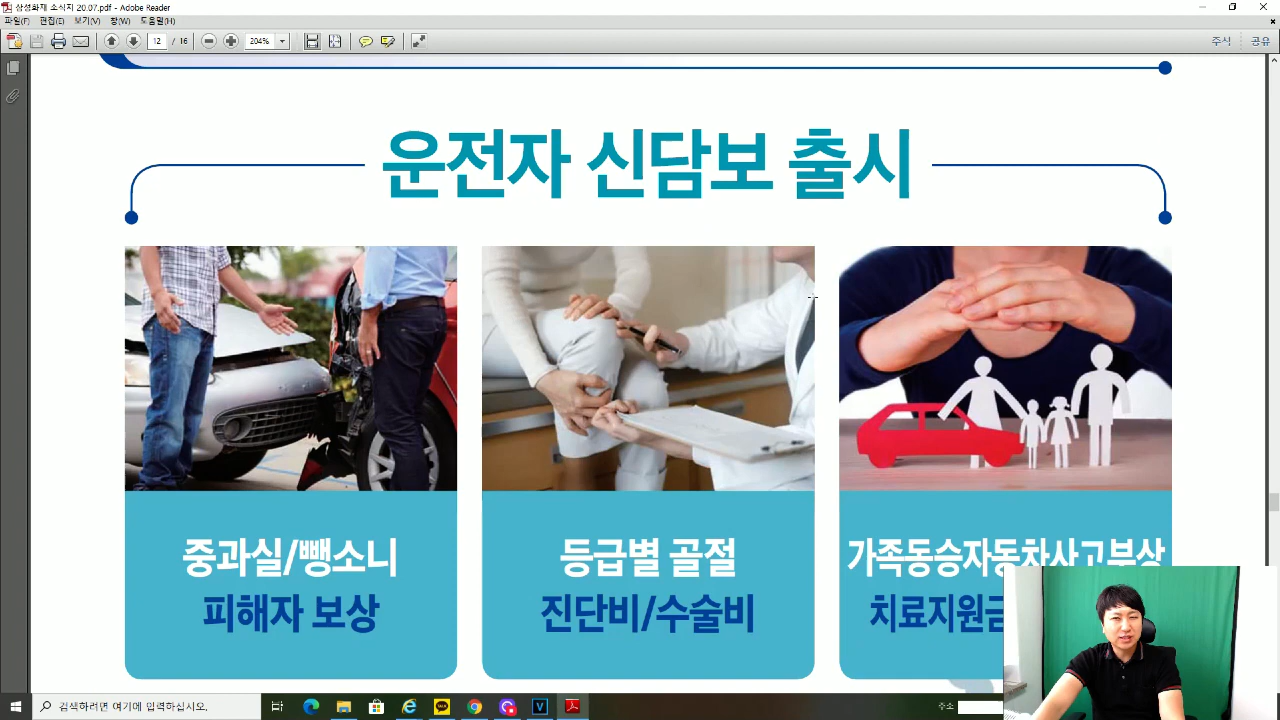 삼성화재 소식지 20.07.pdf - Adobe Reader
파일(F) 편집(E) 보기(V) 창(W) 도움말(H)
12 / 16 204% 주석 공유
운전자 신담보 출시
중과실/뺑소니
피해자 보상
등급별 골절
진단비/수술비
가족동승자동차사고부상
치료지원금
검색하려면 여기에 입력하십시오.
주소